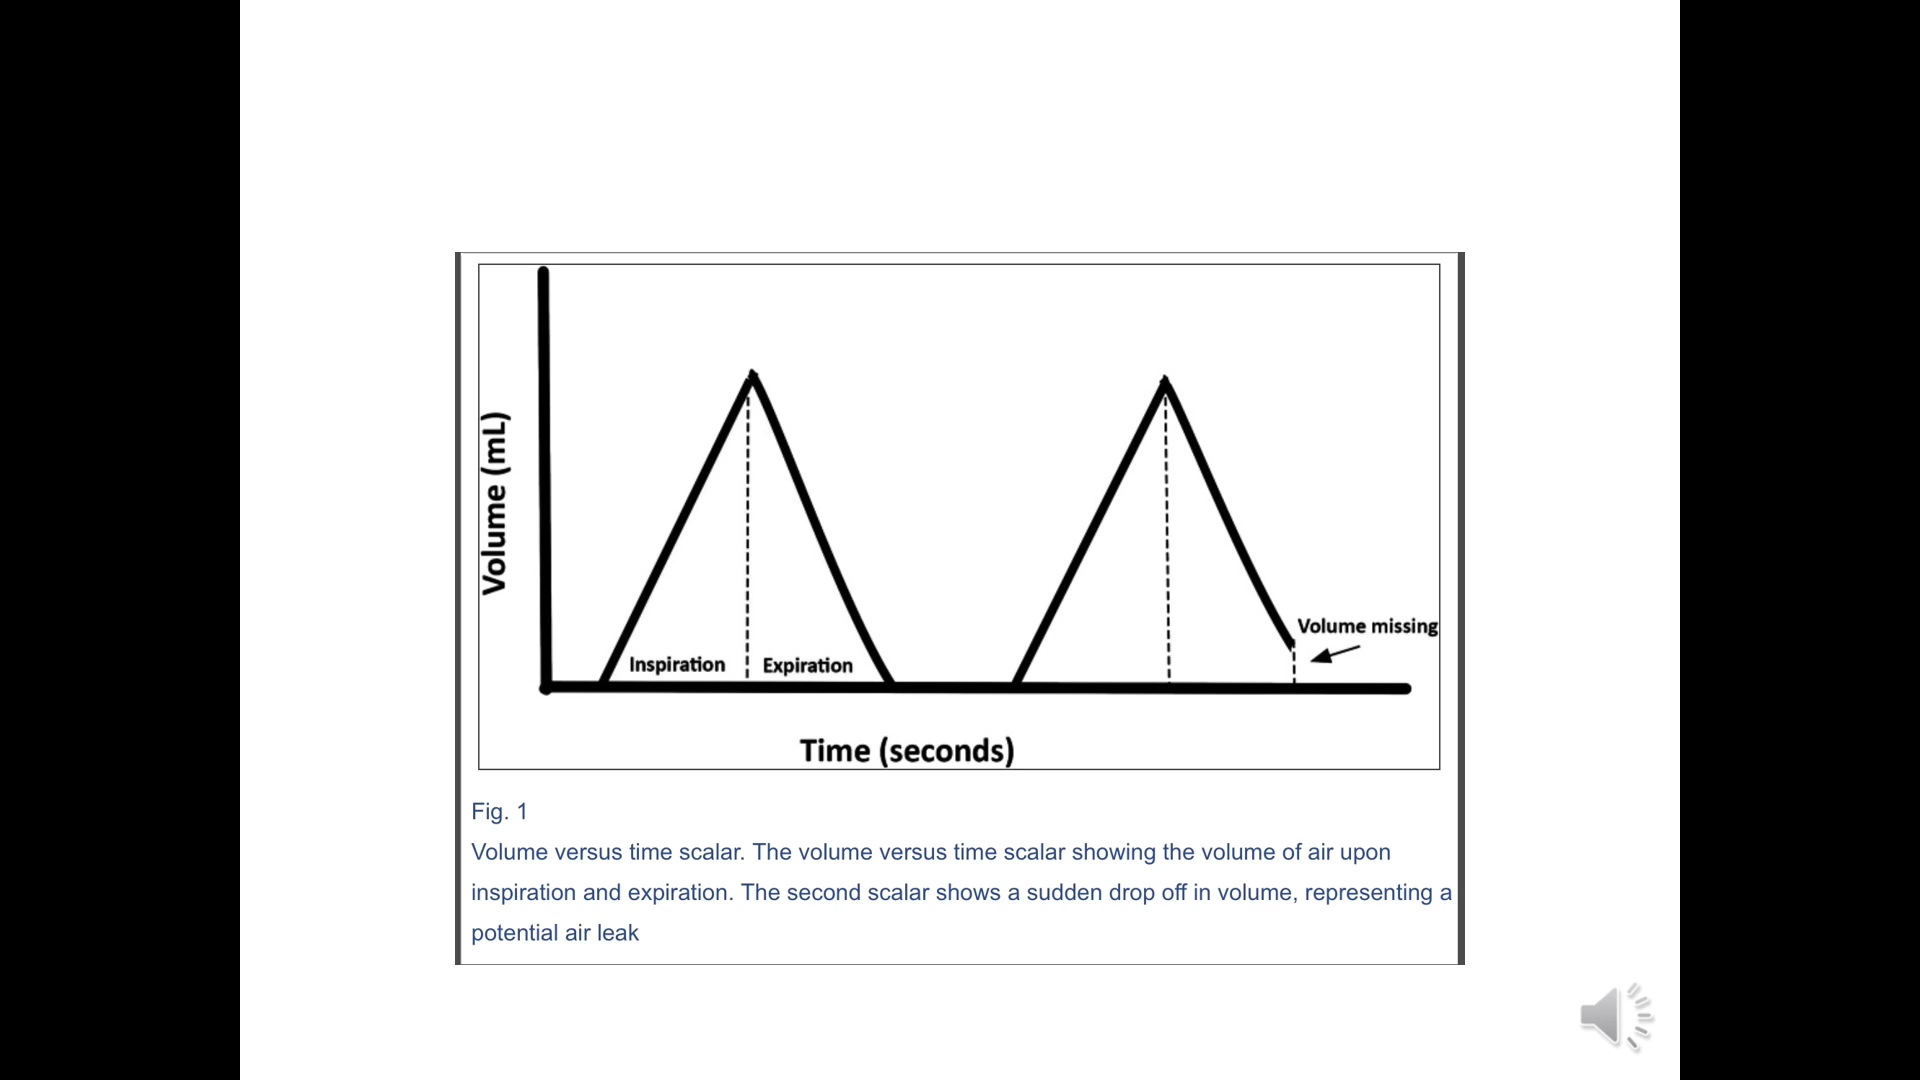 Volume (mL)
Inspiration
Expiration
Volume missing
Time (seconds)
Fig. 1
Volume versus time scalar. The volume versus time scalar showing the volume of air upon
inspiration and expiration. The second scalar shows a sudden drop off in volume, representing a
potential air leak